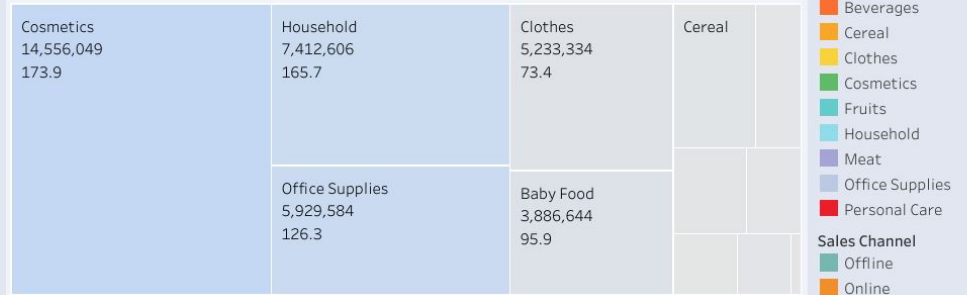 Cosmetics
14,556,049
173.9
Household
7,412,606
165.7
Office Supplies
5,929,584
126.3
Clothes
5,233,334
73.4
Baby Food
3,886,644
95.9
Cereal
Beverages
Cereal
Clothes
Cosmetics
Fruits
Household
Meat
Office Supplies
Personal Care
Sales Channel
Offline
Online